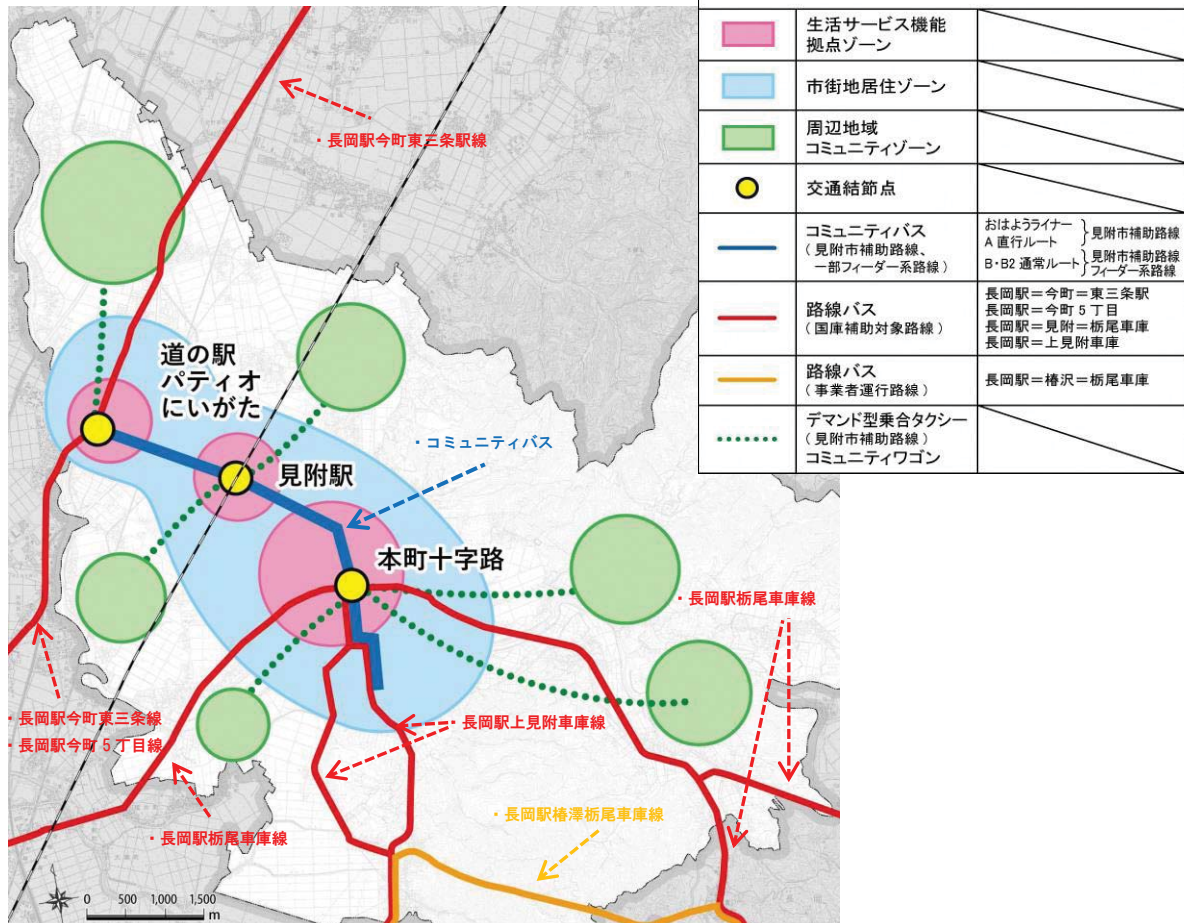 ・長岡駅今町東三条駅線
道の駅
パティオ
にいがた
見附駅
・コミュニティバス
本町十字路
・長岡駅栃尾車庫線
・長岡駅今町東三条線
・長岡駅今町5丁目線
・長岡駅上見附車庫線
・長岡駅栃尾車庫線
・長岡駅椿澤栃尾車庫線
0 500 1,000 1,500
m
生活サービス機能
拠点ゾーン
市街地居住ゾーン
周辺地域
コミュニティゾーン
交通結節点
コミュニティバス
(見附市補助路線、
一部フィーダー系路線)
おはようライナー
A 直行ルート
見附市補助路線
B・B2 通常ルート
見附市補助路線
フィーダー系路線
路線バス
(国庫補助対象路線)
長岡駅=今町=東三条駅
長岡駅=今町5丁目
長岡駅=見附=栃尾車庫
長岡駅=上見附車庫
路線バス
(事業者運行路線)
長岡駅=椿沢=栃尾車庫
デマンド型乗合タクシー
(見附市補助路線)
コミュニティワゴン